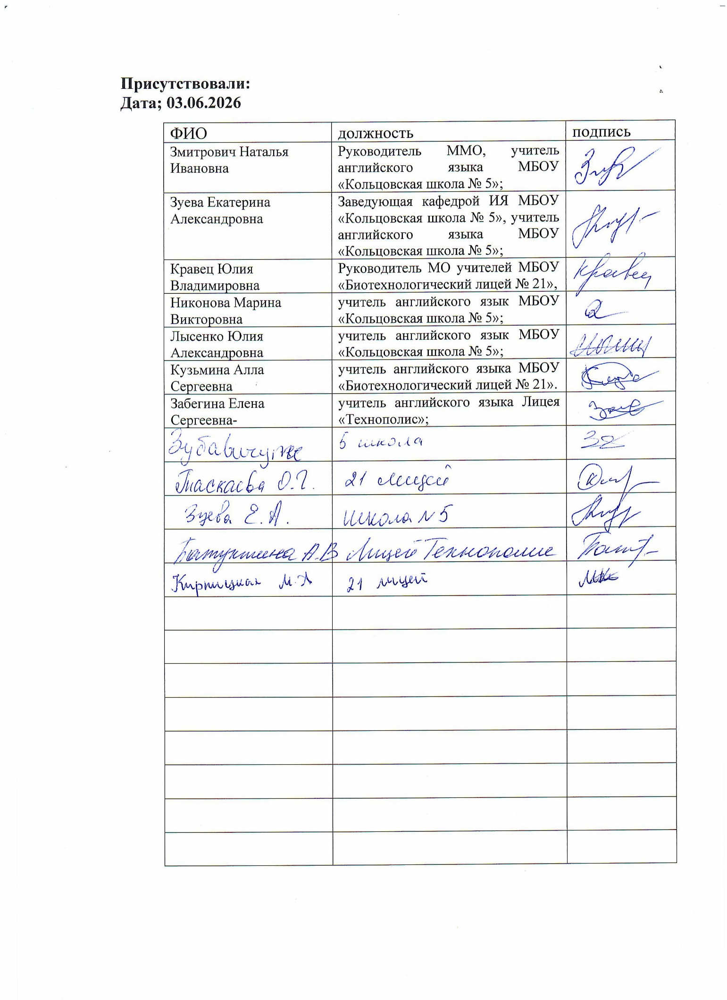 Присутствовали:
Дата; 03.06.2026
ФИО должность подпись
Змитрович Наталья
Ивановна
Руководитель ММО, учитель
английского языка МБОУ
«Кольцовская школа № 5»;
Зуева Екатерина
Александровна
Заведующая кафедрой ИЯ МБОУ
«Кольцовская школа № 5», учитель
английского языка МБОУ
«Кольцовская школа № 5»;
Кравец Юлия
Владимировна
Руководитель МО учителей МБОУ
«Биотехнологический лицей № 21»,
Кравец
Никонова Марина
Викторовна
учитель английского язык МБОУ
«Кольцовская школа № 5»;
Лысенко Юлия
Александровна
учитель английского язык МБОУ
«Кольцовская школа № 5»;
Кузьмина Алла
Сергеевна
учитель английского языка МБОУ
«Биотехнологический лицей № 21».
Забегина Елена
Сергеевна-
учитель английского языка Лицея
«Технополис»;
5 школа
Таскаева О.Г. 21 лицей
Зуева Е.А. Школа N 5
А.В Лицей Технополис
М.А 21 лицей